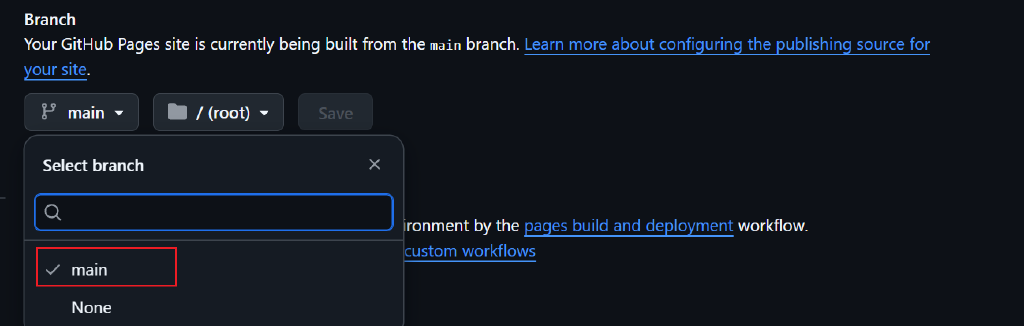 Branch
Your GitHub Pages site is currently being built from the main branch. Learn more about configuring the publishing source for
your site.
main
/ (root)
Save
Select branch
ironment by the pages build and deployment workflow.
custom workflows
main
None